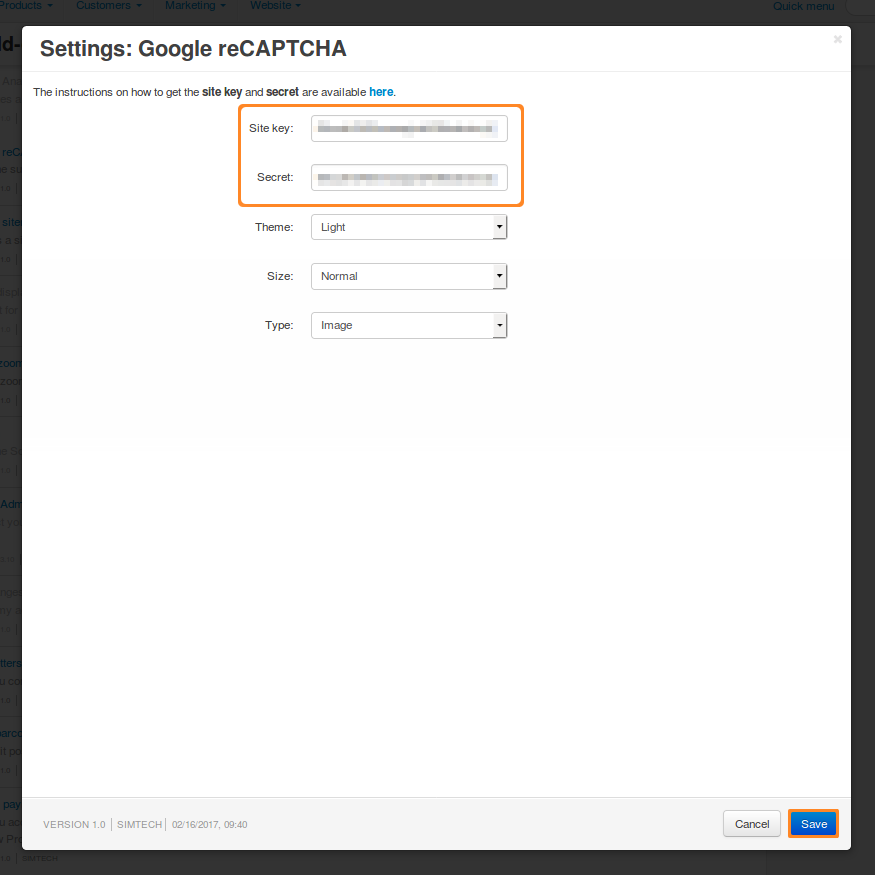 Products Customers Marketing Website Quick menu
Settings: Google reCAPTCHA
The instructions on how to get the site key and secret are available here.
Site key:
Secret:
Theme: Light
Size: Normal
Type: Image
VERSION 1.0 | SIMTECH | 02/16/2017, 09:40
Cancel Save
SIMTECH